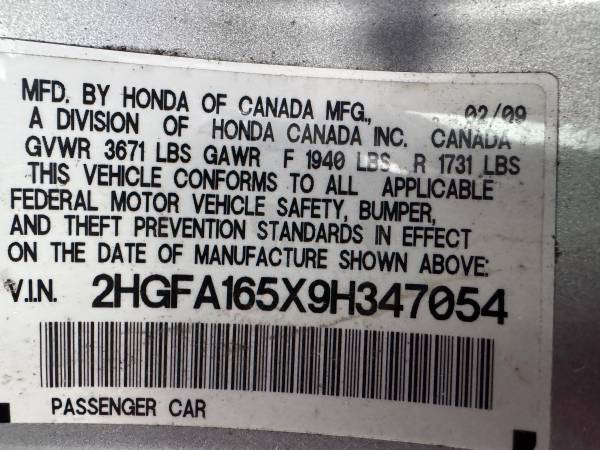 MFD. BY HONDA OF CANADA MFG., 02/09
A DIVISION OF HONDA CANADA INC. CANADA
GVWR 3671 LBS GAWR F 1940 LBS R 1731 LBS
THIS VEHICLE CONFORMS TO ALL APPLICABLE
FEDERAL MOTOR VEHICLE SAFETY, BUMPER,
AND THEFT PREVENTION STANDARDS IN EFFECT
ON THE DATE OF MANUFACTURE SHOWN ABOVE:
V.I.N. 2HGFA165X9H347054
PASSENGER CAR